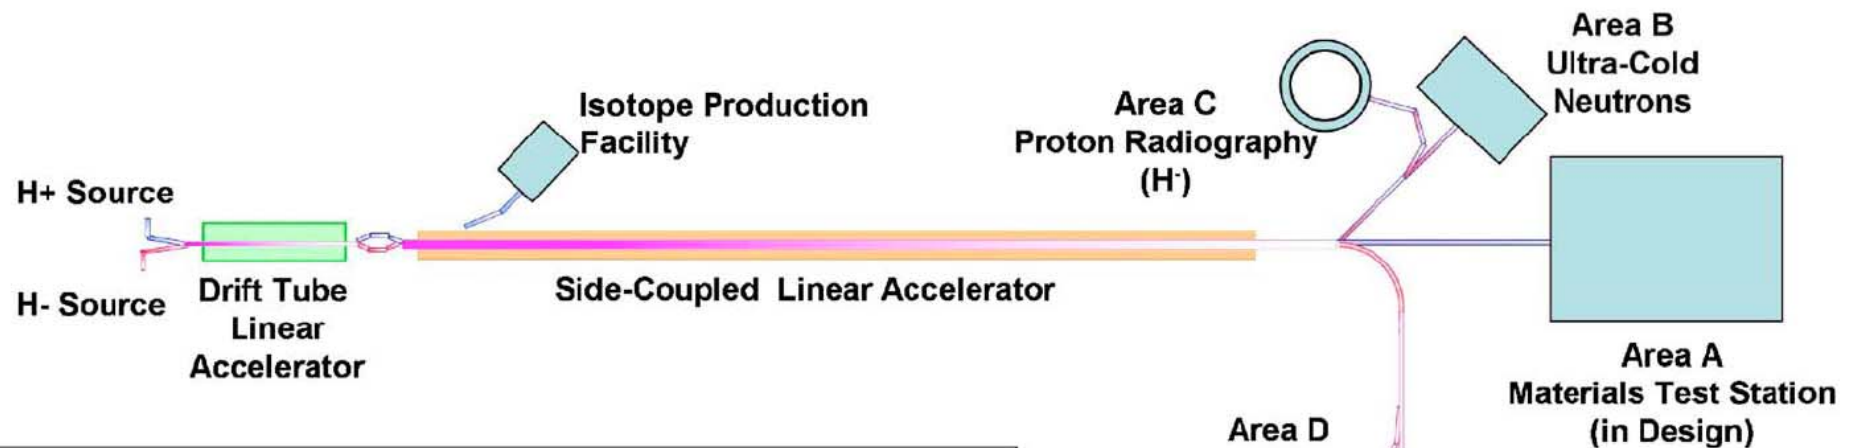 H+ Source
H- Source
Drift Tube
Linear
Accelerator
Isotope Production
Facility
Side-Coupled Linear Accelerator
Area C
Proton Radiography
(H-)
Area B
Ultra-Cold
Neutrons
Area A
Materials Test Station
(in Design)
Area D